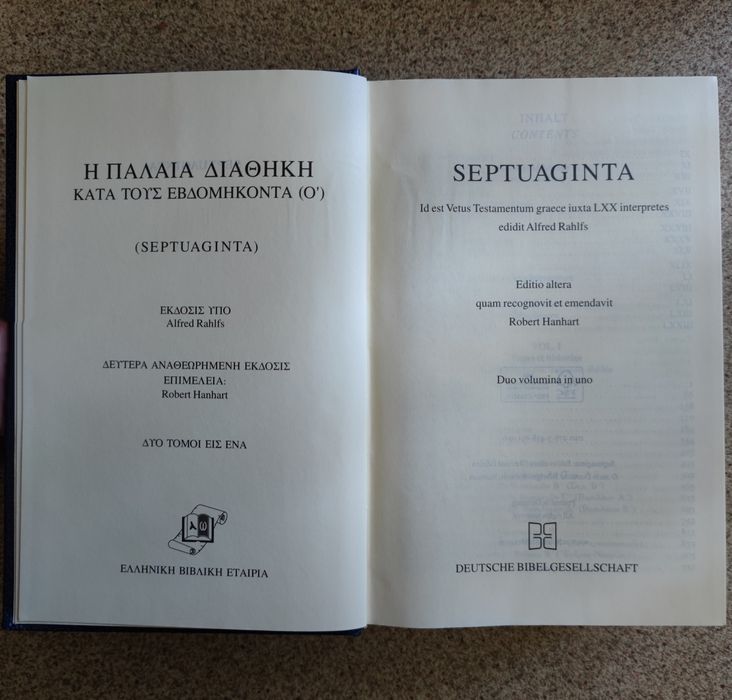 Η ΠΑΛΑΙΑ ΔΙΑΘΗΚΗ
ΚΑΤΑ ΤΟΥΣ ΕΒΔΟΜΗΚΟΝΤΑ (Ο')
(SEPTUAGINTA)
ΕΚΔΟΣΙΣ ΥΠΟ
Alfred Rahlfs
ΔΕΥΤΕΡΑ ΑΝΑΘΕΩΡΗΜΕΝΗ ΕΚΔΟΣΙΣ
ΕΠΙΜΕΛΕΙΑ:
Robert Hanhart
ΔΥΟ ΤΟΜΟΙ ΕΙΣ ΕΝΑ
ΕΛΛΗΝΙΚΗ ΒΙΒΛΙΚΗ ΕΤΑΙΡΙΑ
SEPTUAGINTA
Id est Vetus Testamentum graece iuxta LXX interpretes
edidit Alfred Rahlfs
Editio altera
quam recognovit et emendavit
Robert Hanhart
Duo volumina in uno
DEUTSCHE BIBELGESELLSCHAFT